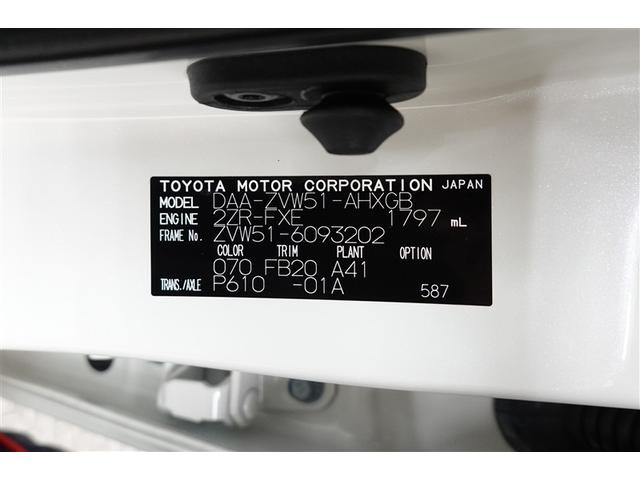 TOYOTA MOTOR CORPORATION JAPAN
MODEL DAA-ZVW51-AHXGB
ENGINE 2ZR-FXE 1797 mL
FRAME No. ZVW51-6093202
COLOR TRIM PLANT OPTION
070 FB20 A41
TRANS./AXLE P610 -01A 587